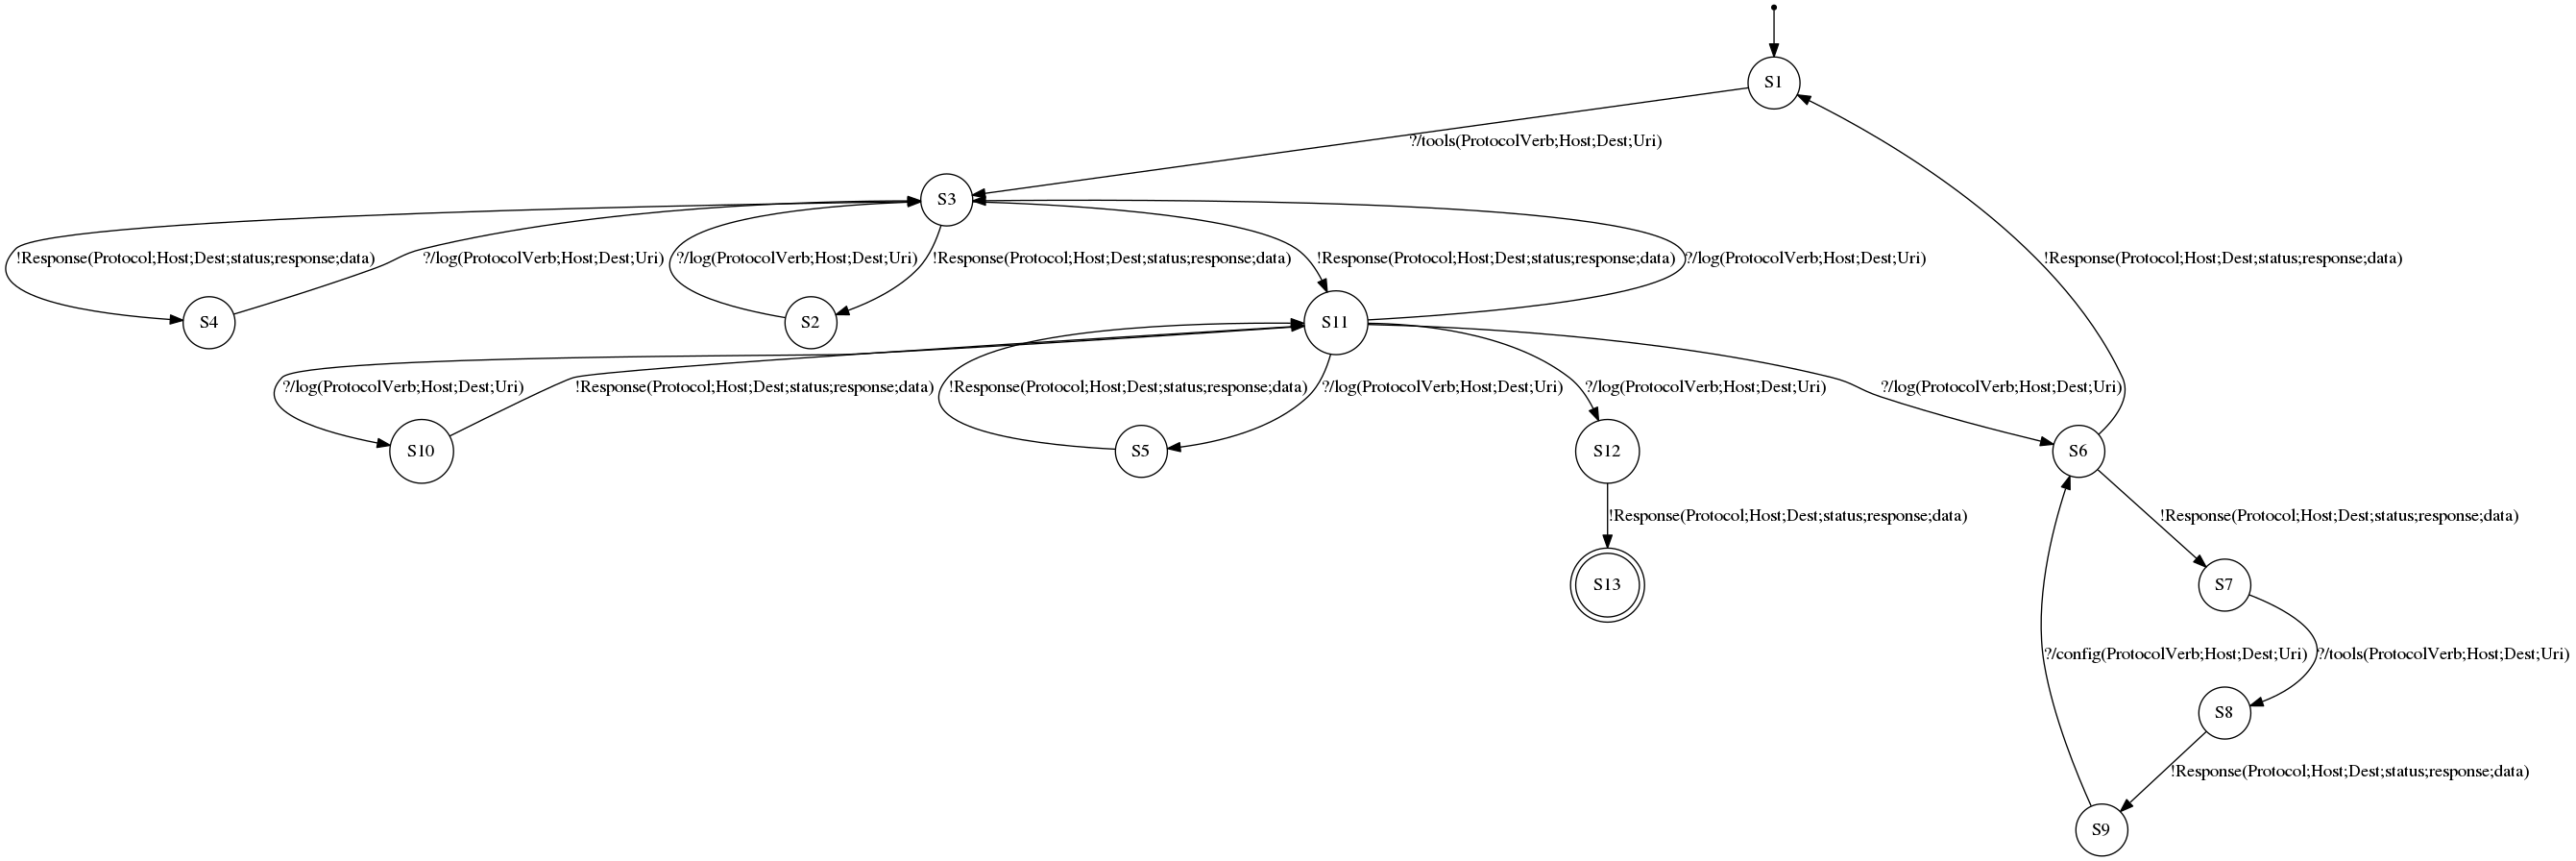 S1
?/tools(ProtocolVerb;Host;Dest;Uri)
S3
!Response(Protocol;Host;Dest;status;response;data)
?/log(ProtocolVerb;Host;Dest;Uri)
?/log(ProtocolVerb;Host;Dest;Uri)
!Response(Protocol;Host;Dest;status;response;data)
!Response(Protocol;Host;Dest;status;response;data)
?/log(ProtocolVerb;Host;Dest;Uri)
!Response(Protocol;Host;Dest;status;response;data)
S4
S2
S11
?/log(ProtocolVerb;Host;Dest;Uri)
!Response(Protocol;Host;Dest;status;response;data)
!Response(Protocol;Host;Dest;status;response;data)
?/log(ProtocolVerb;Host;Dest;Uri)
?/log(ProtocolVerb;Host;Dest;Uri)
?/log(ProtocolVerb;Host;Dest;Uri)
S10
S5
S12
S6
!Response(Protocol;Host;Dest;status;response;data)
!Response(Protocol;Host;Dest;status;response;data)
S13
S7
?/config(ProtocolVerb;Host;Dest;Uri)
?/tools(ProtocolVerb;Host;Dest;Uri)
S8
!Response(Protocol;Host;Dest;status;response;data)
S9